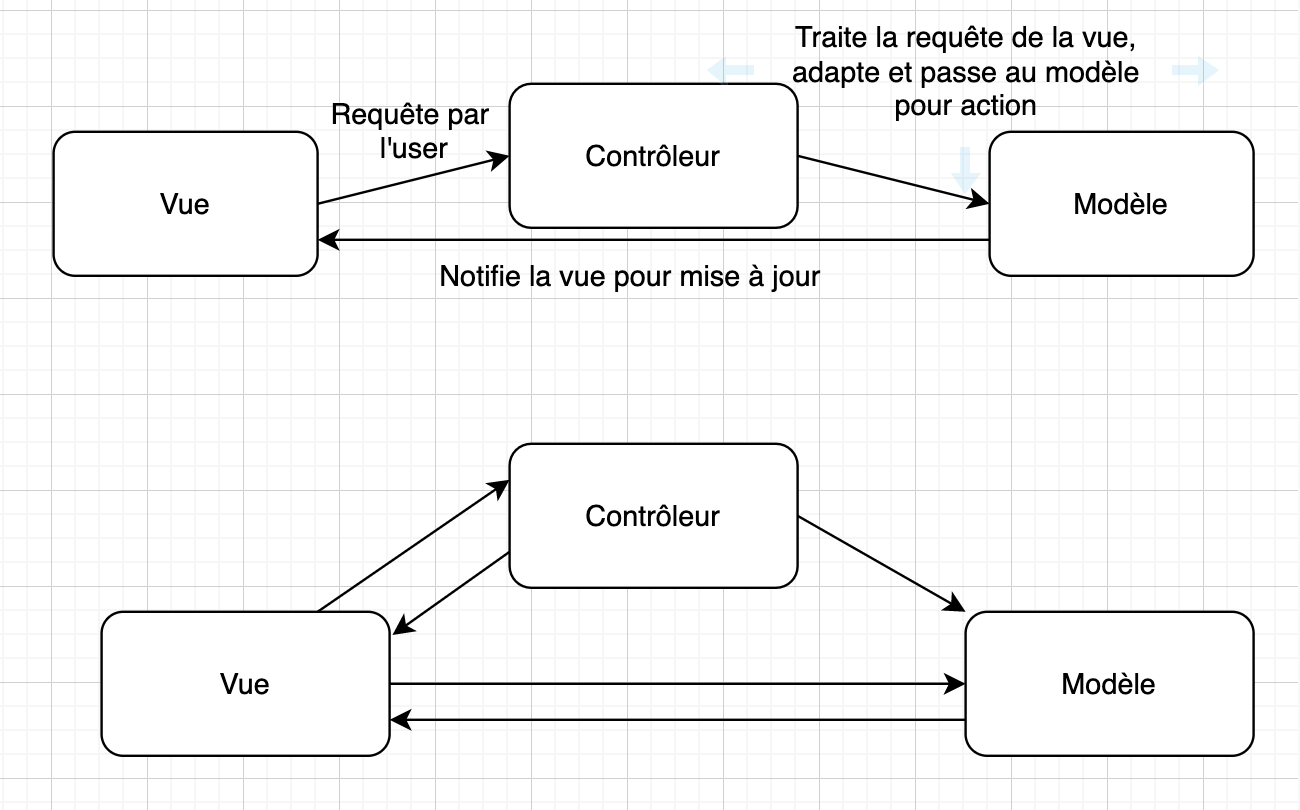 Traite la requête de la vue,
adapte et passe au modèle
pour action
Requête par
l'user
Contrôleur
Vue
Modèle
Notifie la vue pour mise à jour
Contrôleur
Vue
Modèle